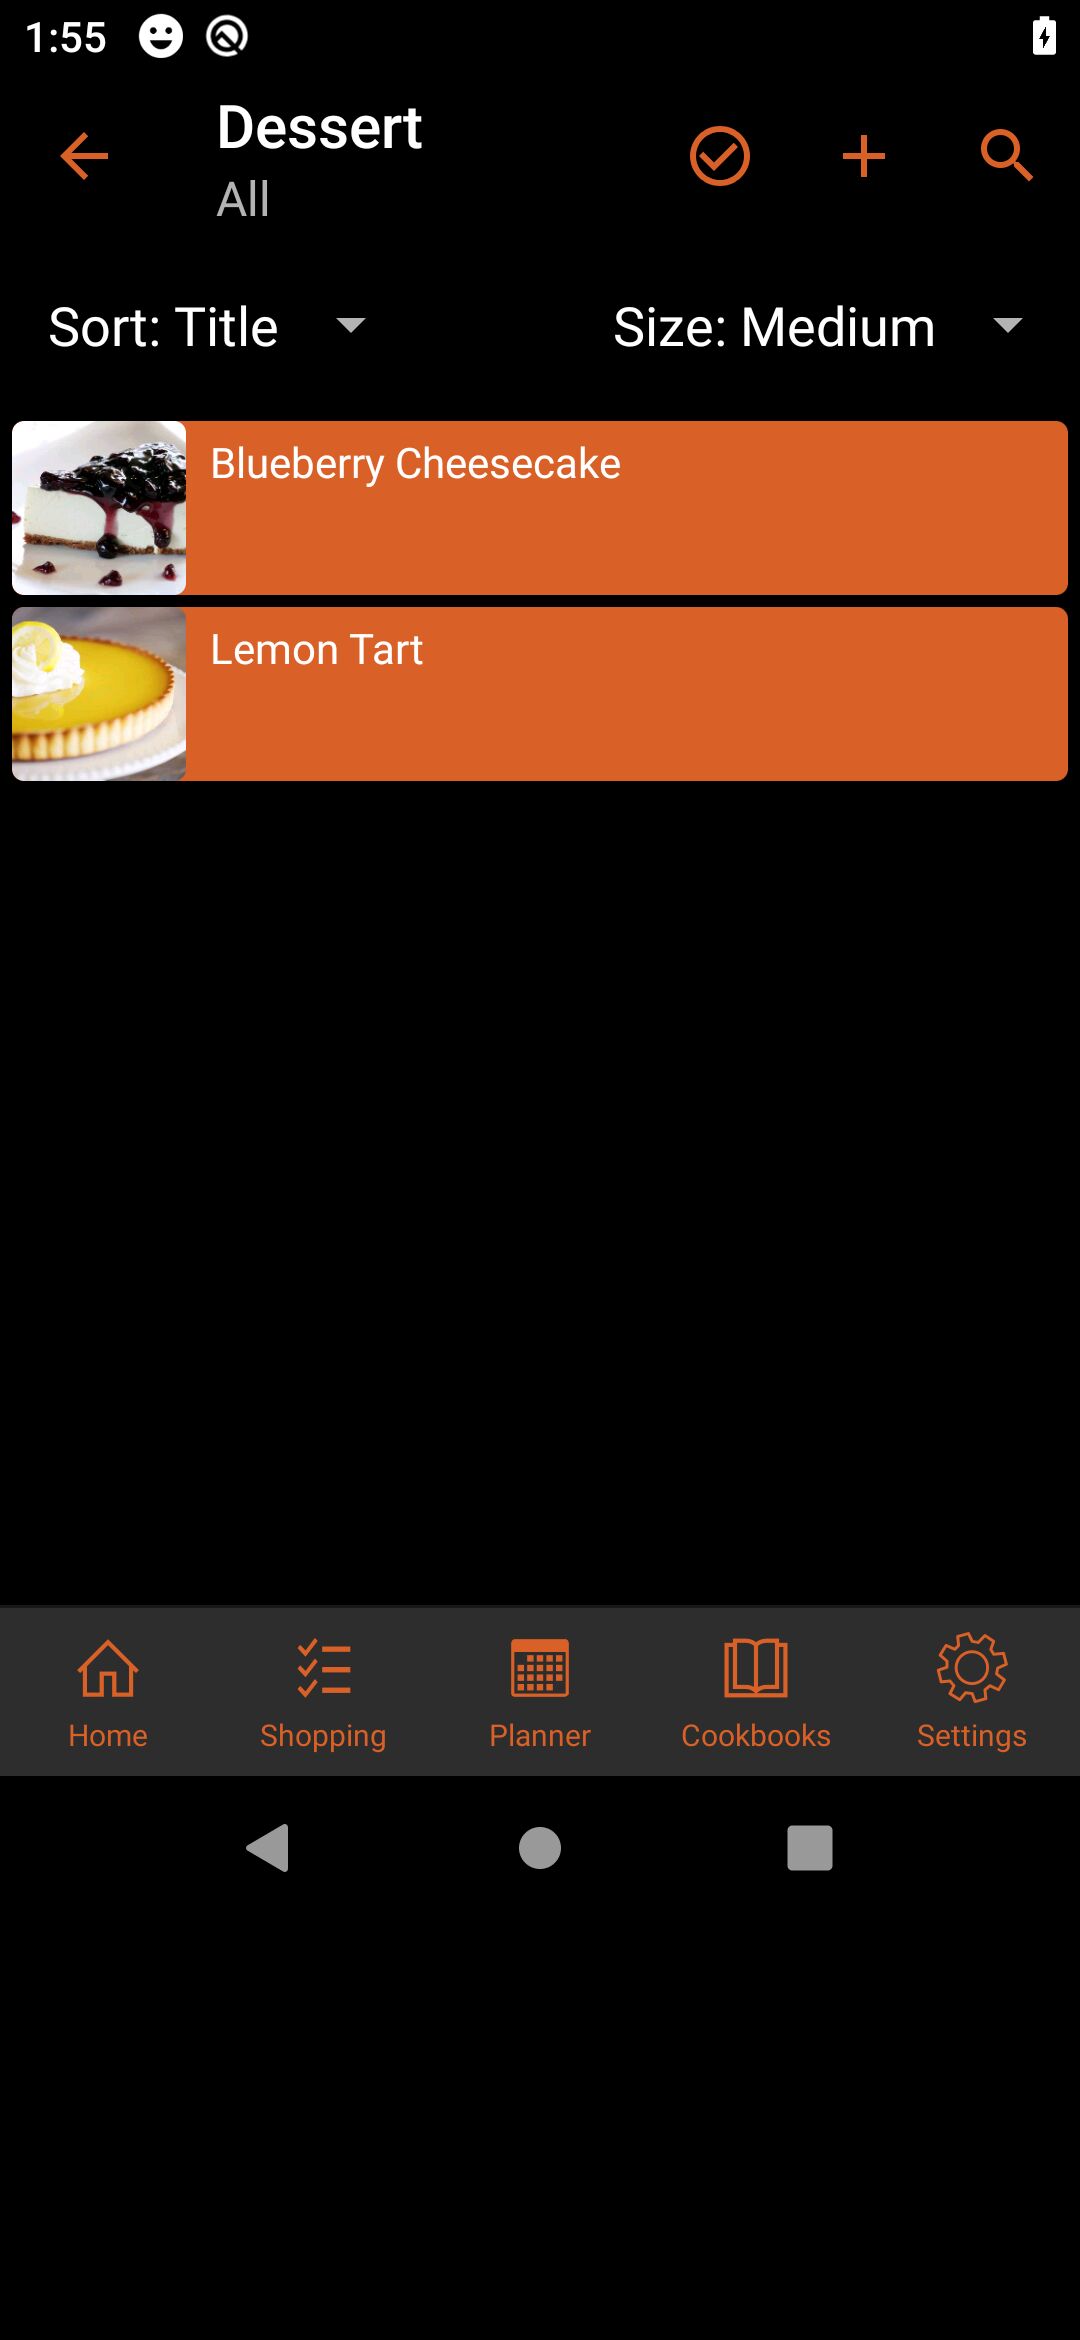 1:55
Dessert
All
Sort: Title
Size: Medium
Blueberry Cheesecake
Lemon Tart
Home
Shopping
Planner
Cookbooks
Settings